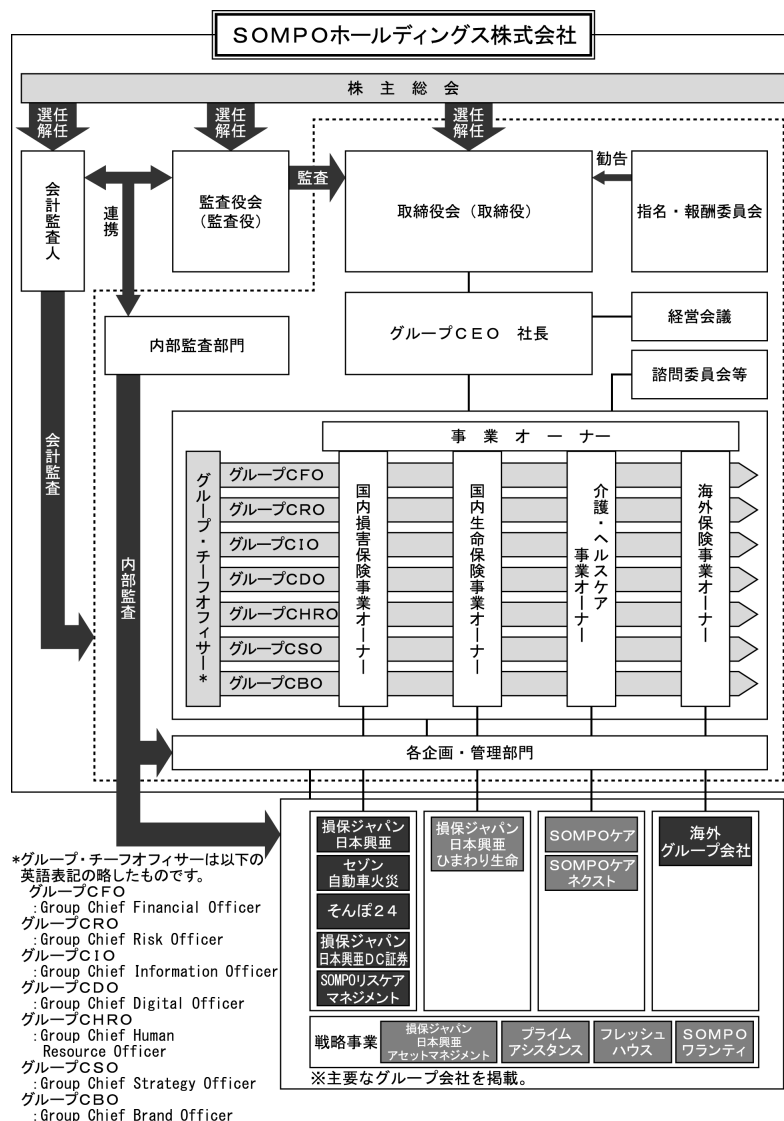 SOMPOホールディングス株式会社
株主総会
選任
解任
選任
解任
選任
解任
会計監査人
連携
監査役会
(監査役)
監査
取締役会(取締役)
勧告
指名・報酬委員会
内部監査部門
グループCEO 社長
経営会議
諮問委員会等
会計監査
内部監査
事業オーナー
グループ・チーフオフィサー*
グループCFO
グループCRO
グループCIO
グループCDO
グループCHRO
グループCSO
グループCBO
国内損害保険事業オーナー
国内生命保険事業オーナー
介護・ヘルスケア
事業オーナー
海外保険事業オーナー
各企画・管理部門
損保ジャパン
日本興亜
セゾン
自動車火災
そんぽ24
損保ジャパン
日本興亜DC証券
SOMPOリスケア
マネジメント
損保ジャパン
日本興亜
ひまわり生命
SOMPOケア
SOMPOケア
ネクスト
海外
グループ会社
戦略事業
損保ジャパン
日本興亜
アセットマネジメント
プライム
アシスタンス
フレッシュ
ハウス
SOMPO
ワランティ
※主要なグループ会社を掲載。
*グループ・チーフオフィサーは以下の
英語表記の略したものです。
グループCFO
:Group Chief Financial Officer
グループCRO
:Group Chief Risk Officer
グループCIO
:Group Chief Information Officer
グループCDO
:Group Chief Digital Officer
グループCHRO
:Group Chief Human
Resource Officer
グループCSO
:Group Chief Strategy Officer
グループCBO
:Group Chief Brand Officer